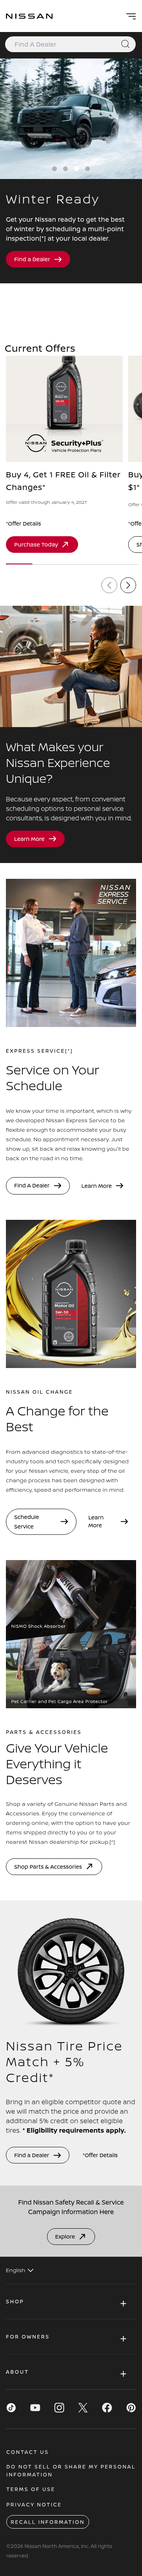 NISSAN
Find A Dealer
Winter Ready
Get your Nissan ready to get the best
of winter by scheduling a multi-point
inspection[*] at your local dealer.
Find a Dealer
Current Offers
Security+Plus
Vehicle Protection Plans
Buy 4, Get 1 FREE Oil & Filter
Changes*
Offer valid through January 4, 2027
*Offer Details
Purchase Today
Buy
$1*
Offer
*Offe
Sh
What Makes your
Nissan Experience
Unique?
Because every aspect, from convenient
scheduling options to personal service
consultants, is designed with you in mind.
Learn More
NISSAN
EXPRESS
SERVICE
EXPRESS SERVICE[*]
Service on Your
Schedule
We know your time is important, which is why
we developed Nissan Express Service to be
flexible enough to accommodate your busy
schedule. No appointment necessary. Just
show up, sit back and relax knowing you'll be
back on the road in no time.
Find A Dealer
Learn More
NISSAN
Motor Oil
NISSAN OIL CHANGE
A Change for the
Best
From advanced diagnostics to state-of-the-
industry tools and tech specifically designed
for your Nissan vehicle, every step of the oil
change process has been streamlined with
efficiency, speed and performance in mind.
Schedule
Service
Learn
More
NISMO Shock Absorber
Pet Carrier and Pet Cargo Area Protector
PARTS & ACCESSORIES
Give Your Vehicle
Everything it
Deserves
Shop a variety of Genuine Nissan Parts and
Accessories. Enjoy the convenience of
ordering online, with the option to have your
items shipped directly to you or to your
nearest Nissan dealership for pickup.[*]
Shop Parts & Accessories
Nissan Tire Price
Match + 5%
Credit*
Bring in an eligible competitor quote and
we will match the price and provide an
additional 5% credit on select eligible
tires. * Eligibility requirements apply.
Find a Dealer
*Offer Details
Find Nissan Safety Recall & Service
Campaign Information Here
Explore
English
SHOP
FOR OWNERS
ABOUT
CONTACT US
DO NOT SELL OR SHARE MY PERSONAL
INFORMATION
TERMS OF USE
PRIVACY NOTICE
RECALL INFORMATION
©2026 Nissan North America, Inc. All rights
reserved.